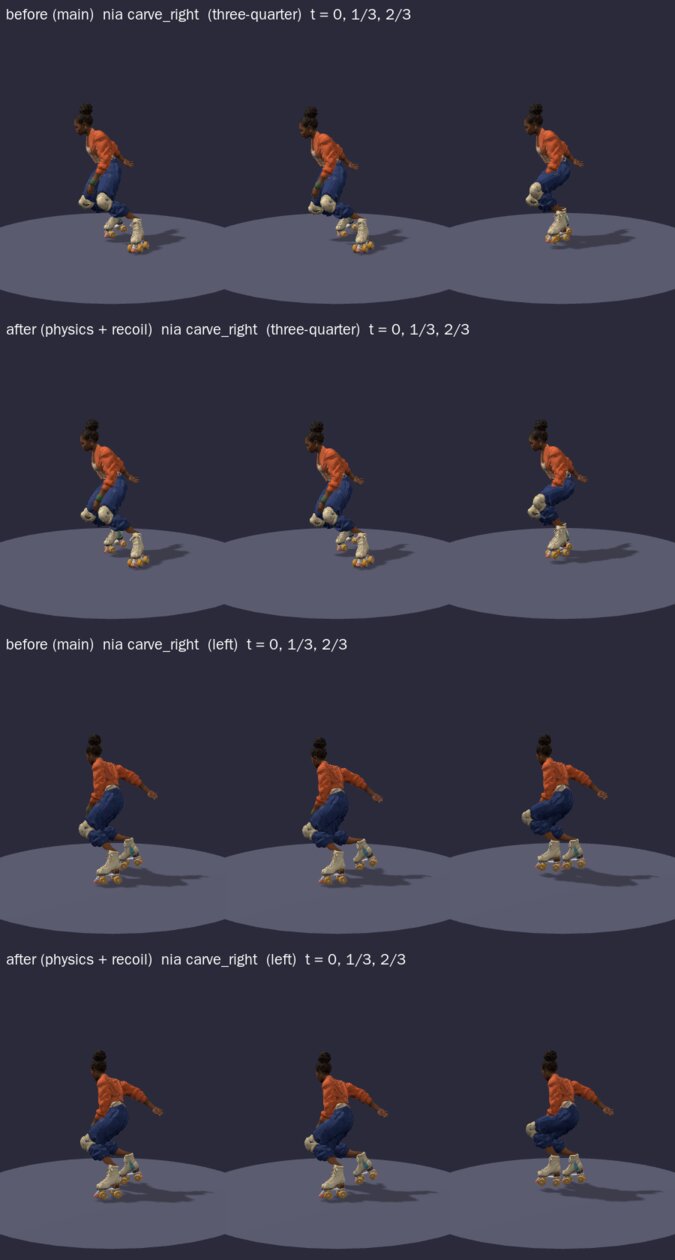 before (main)  nia carve_right  (three-quarter)  t = 0, 1/3, 2/3
after (physics + recoil)  nia carve_right  (three-quarter)  t = 0, 1/3, 2/3
before (main)  nia carve_right  (left)  t = 0, 1/3, 2/3
after (physics + recoil)  nia carve_right  (left)  t = 0, 1/3, 2/3